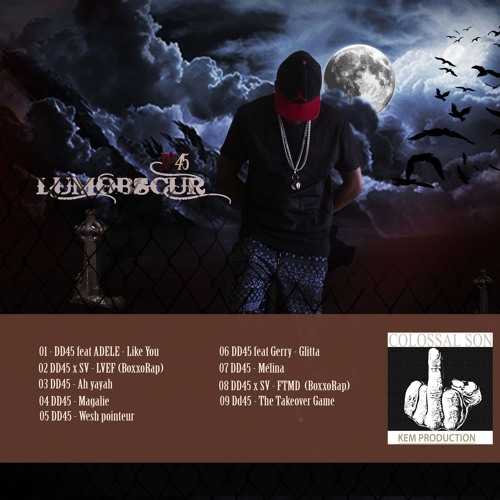 DD45
LUMOBZCUR
01 - DD45 feat ADELE - Like You
02 DD45 x SV - LVEF (BoxxoRap)
03 DD45 - Ah yayah
04 DD45 - Magalie
05 DD45 - Wesh pointeur
06 DD45 feat Gerry - Glitta
07 DD45 - Mélina
08 DD45 x SV - FTMD (BoxxoRap)
09 Dd45 - The Takeover Game
COLOSSAL SON
KEM PRODUCTION